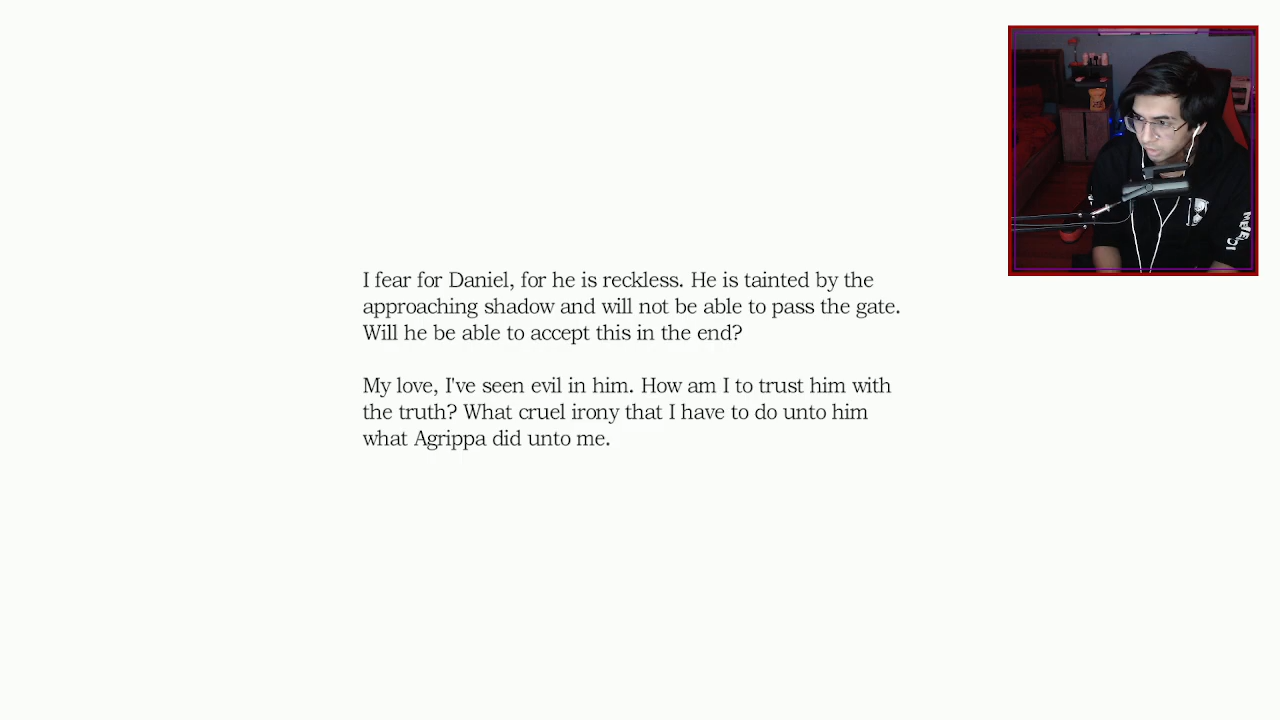 I fear for Daniel, for he is reckless. He is tainted by the
approaching shadow and will not be able to pass the gate.
Will he be able to accept this in the end?
My love, I've seen evil in him. How am I to trust him with
the truth? What cruel irony that I have to do unto him
what Agrippa did unto me.